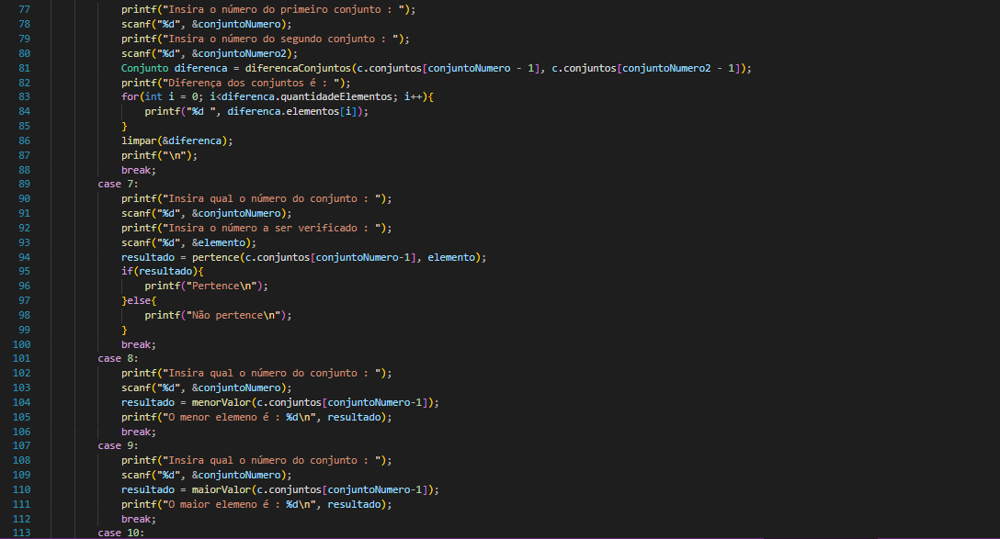 77 printf("Insira o número do primeiro conjunto : ");
78 scanf("%d", &conjuntoNumero);
79 printf("Insira o número do segundo conjunto : ");
80 scanf("%d", &conjuntoNumero2);
81 Conjunto diferenca = diferencaConjuntos(c.conjuntos[conjuntoNumero - 1], c.conjuntos[conjuntoNumero2 - 1]);
82 printf("Diferença dos conjuntos é : ");
83 for(int i = 0; i<diferenca.quantidadeElementos; i++){
84 printf("%d ", diferenca.elementos[i]);
85 }
86 limpar(&diferenca);
87 printf("\n");
88 break;
89 case 7:
90 printf("Insira qual o número do conjunto : ");
91 scanf("%d", &conjuntoNumero);
92 printf("Insira o número a ser verificado : ");
93 scanf("%d", &elemento);
94 resultado = pertence(c.conjuntos[conjuntoNumero-1], elemento);
95 if(resultado){
96 printf("Pertence\n");
97 }else{
98 printf("Não pertence\n");
99 }
100 break;
101 case 8:
102 printf("Insira qual o número do conjunto : ");
103 scanf("%d", &conjuntoNumero);
104 resultado = menorValor(c.conjuntos[conjuntoNumero-1]);
105 printf("O menor elemeno é : %d\n", resultado);
106 break;
107 case 9:
108 printf("Insira qual o número do conjunto : ");
109 scanf("%d", &conjuntoNumero);
110 resultado = maiorValor(c.conjuntos[conjuntoNumero-1]);
111 printf("O maior elemeno é : %d\n", resultado);
112 break;
113 case 10: